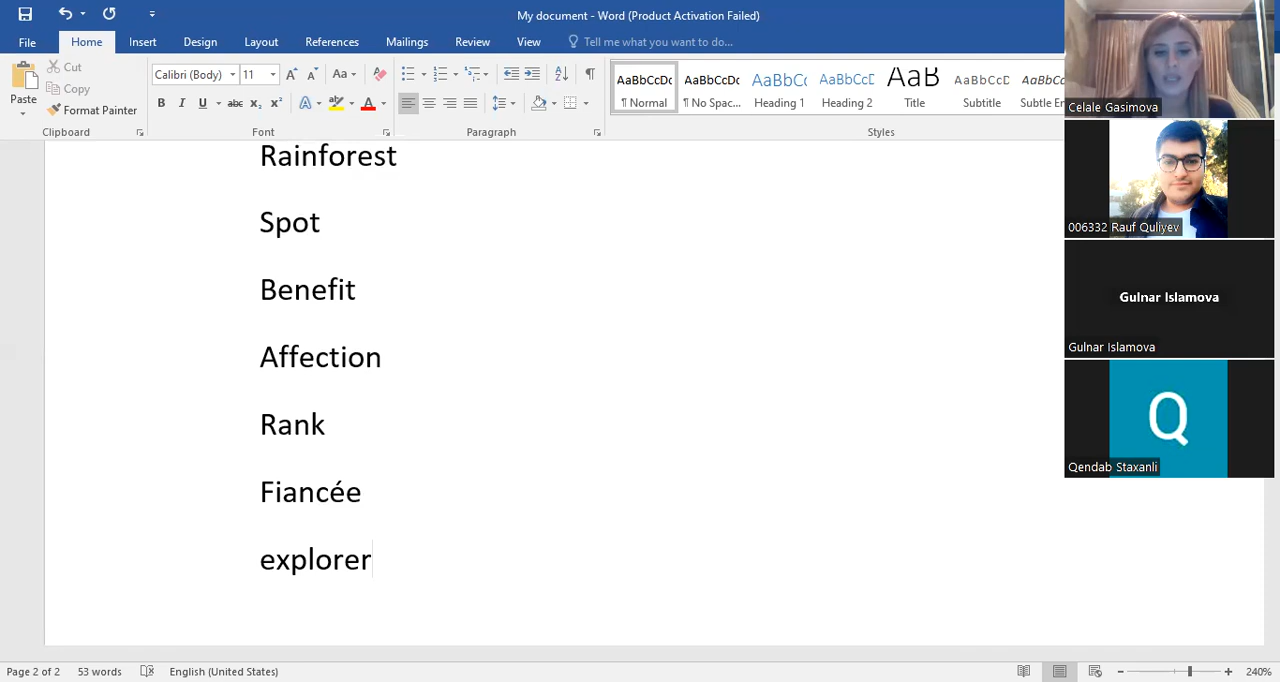 My document - Word (Product Activation Failed)
File Home Insert Design Layout References Mailings Review View Tell me what you want to do...
Paste
Cut
Copy
Format Painter
Clipboard
Calibri (Body) 11
Font
Paragraph
AaBbCcDc AaBbCcDc AaBbCc AaBbCcD AaB AaBbCcD AaBbCc
¶ Normal ¶ No Spac... Heading 1 Heading 2 Title Subtitle Subtle Em
Styles
Rainforest
Spot
Benefit
Affection
Rank
Fiancée
explorer
Celale Gasimova
006332 Rauf Quliyev
Gulnar Islamova
Gulnar Islamova
Q
Qendab Staxanli
Page 2 of 2 53 words English (United States) 240%